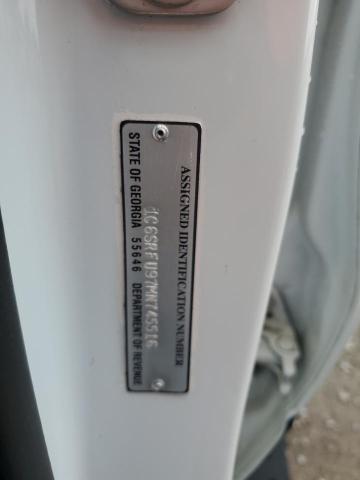 ASSIGNED IDENTIFICATION NUMBER
1C6SRFU97MN745516
STATE OF GEORGIA 55646 DEPARTMENT OF REVENUE